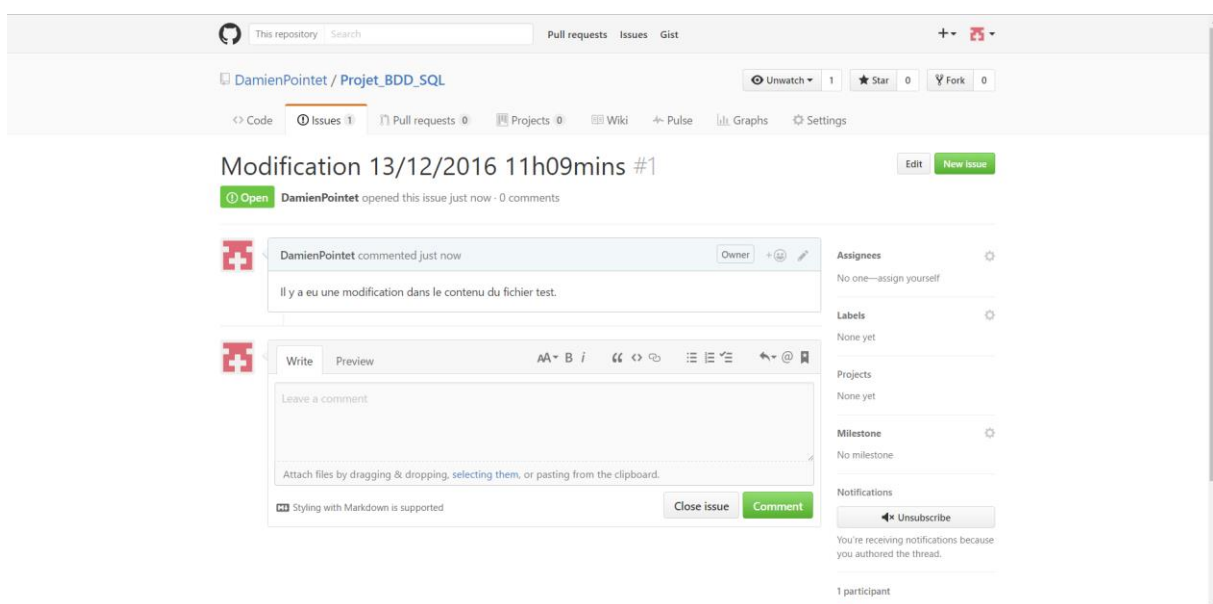 This repository Search Pull requests Issues Gist
DamienPointet / Projet_BDD_SQL Unwatch 1 Star 0 Fork 0
Code Issues 1 Pull requests 0 Projects 0 Wiki Pulse Graphs Settings
Modification 13/12/2016 11h09mins #1 Edit New issue
Open DamienPointet opened this issue just now · 0 comments
DamienPointet commented just now Owner
Il y a eu une modification dans le contenu du fichier test.
Write Preview AA B i @
Leave a comment
Attach files by dragging & dropping, selecting them, or pasting from the clipboard.
Styling with Markdown is supported Close issue Comment
Assignees
No one—assign yourself
Labels
None yet
Projects
None yet
Milestone
No milestone
Notifications
Unsubscribe
You're receiving notifications because
you authored the thread.
1 participant